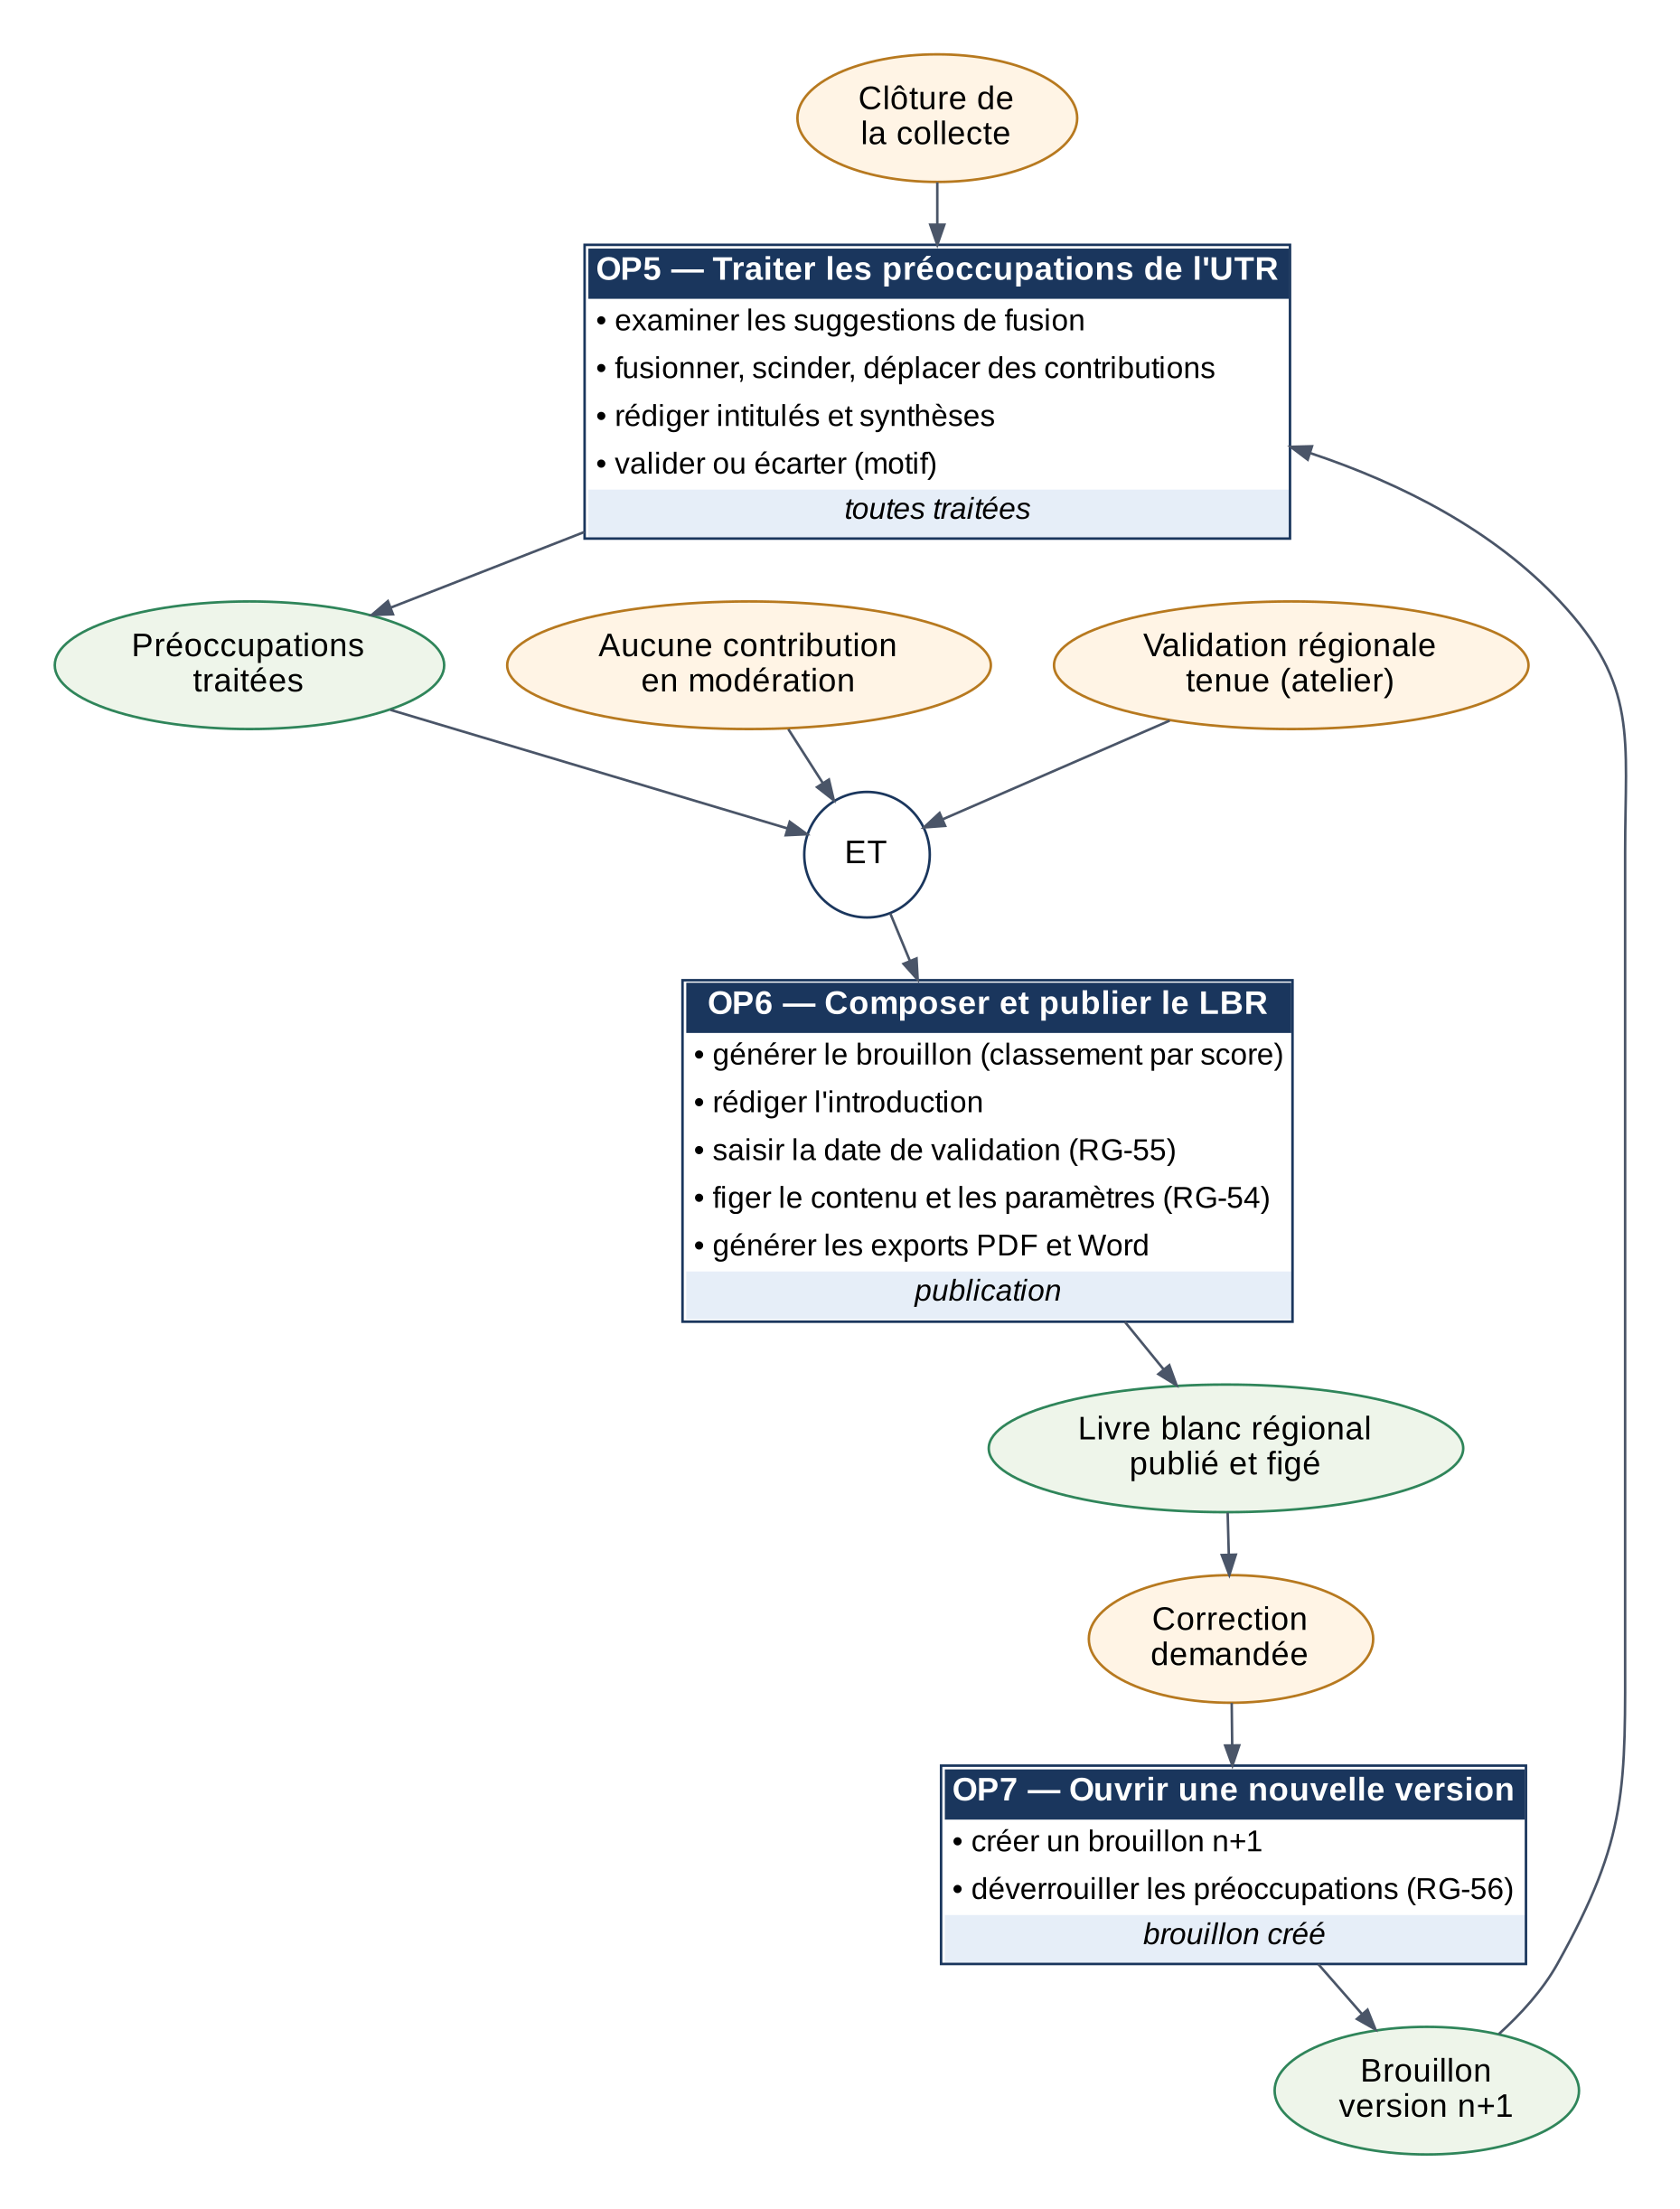 Clôture de
la collecte
OP5 — Traiter les préoccupations de l'UTR
• examiner les suggestions de fusion
• fusionner, scinder, déplacer des contributions
• rédiger intitulés et synthèses
• valider ou écarter (motif)
toutes traitées
Préoccupations
traitées
Aucune contribution
en modération
Validation régionale
tenue (atelier)
ET
OP6 — Composer et publier le LBR
• générer le brouillon (classement par score)
• rédiger l'introduction
• saisir la date de validation (RG-55)
• figer le contenu et les paramètres (RG-54)
• générer les exports PDF et Word
publication
Livre blanc régional
publié et figé
Correction
demandée
OP7 — Ouvrir une nouvelle version
• créer un brouillon n+1
• déverrouiller les préoccupations (RG-56)
brouillon créé
Brouillon
version n+1